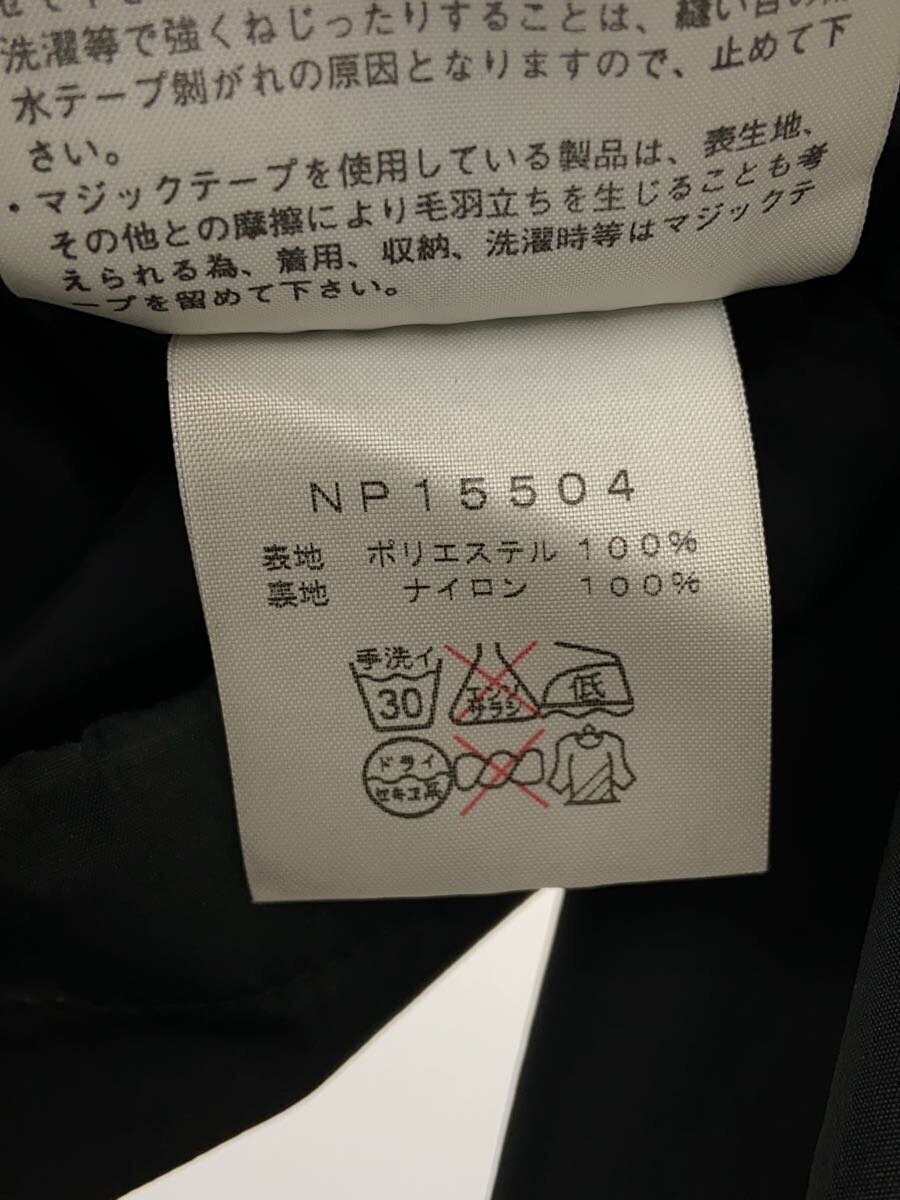 洗濯等で強くねじったりすることは、縫い目の
水テープ剝がれの原因となりますので、止めて下
さい。
・マジックテープを使用している製品は、表生地、
その他との摩擦により毛羽立ちを生じることも考
えられる為、着用、収納、洗濯時等はマジックテ
ープを留めて下さい。
NP15504
表地 ポリエステル 100%
裏地 ナイロン 100%
手洗イ
30
エンソ
サラシ
低
ドライ
セキユ系